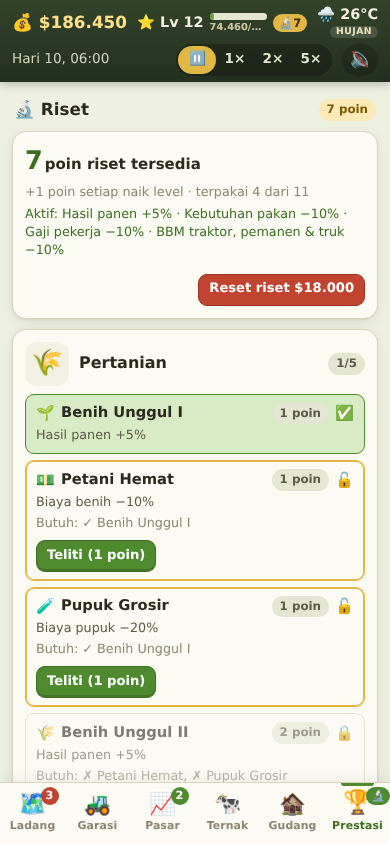 $186.450 Lv 12 74.460/... 7 26°C
HUJAN
Hari 10, 06:00 1× 2× 5×
Riset 7 poin
7 poin riset tersedia
+1 poin setiap naik level · terpakai 4 dari 11
Aktif: Hasil panen +5% · Kebutuhan pakan −10% ·
Gaji pekerja −10% · BBM traktor, pemanen & truk
−10%
Reset riset $18.000
Pertanian 1/5
Benih Unggul I 1 poin
Hasil panen +5%
Petani Hemat 1 poin
Biaya benih −10%
Butuh: ✓ Benih Unggul I
Teliti (1 poin)
Pupuk Grosir 1 poin
Biaya pupuk −20%
Butuh: ✓ Benih Unggul I
Teliti (1 poin)
Benih Unggul II 2 poin
Hasil panen +5%
Butuh: ✗ Petani Hemat, ✗ Pupuk Grosir
3 2
Ladang Garasi Pasar Ternak Gudang Prestasi